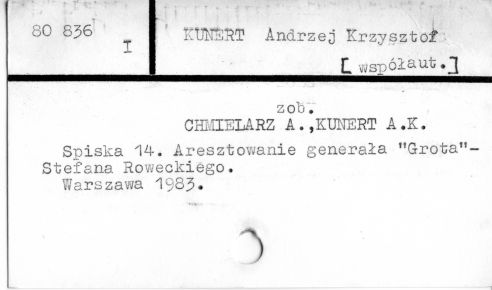 80 836
I
KUNERT Andrzej Krzysztof
[współaut.]
zob.
CHMIELARZ A.,KUNERT A.K.
Spiska 14. Aresztowanie generała "Grota"-
Stefana Roweckiego.
Warszawa 1983.